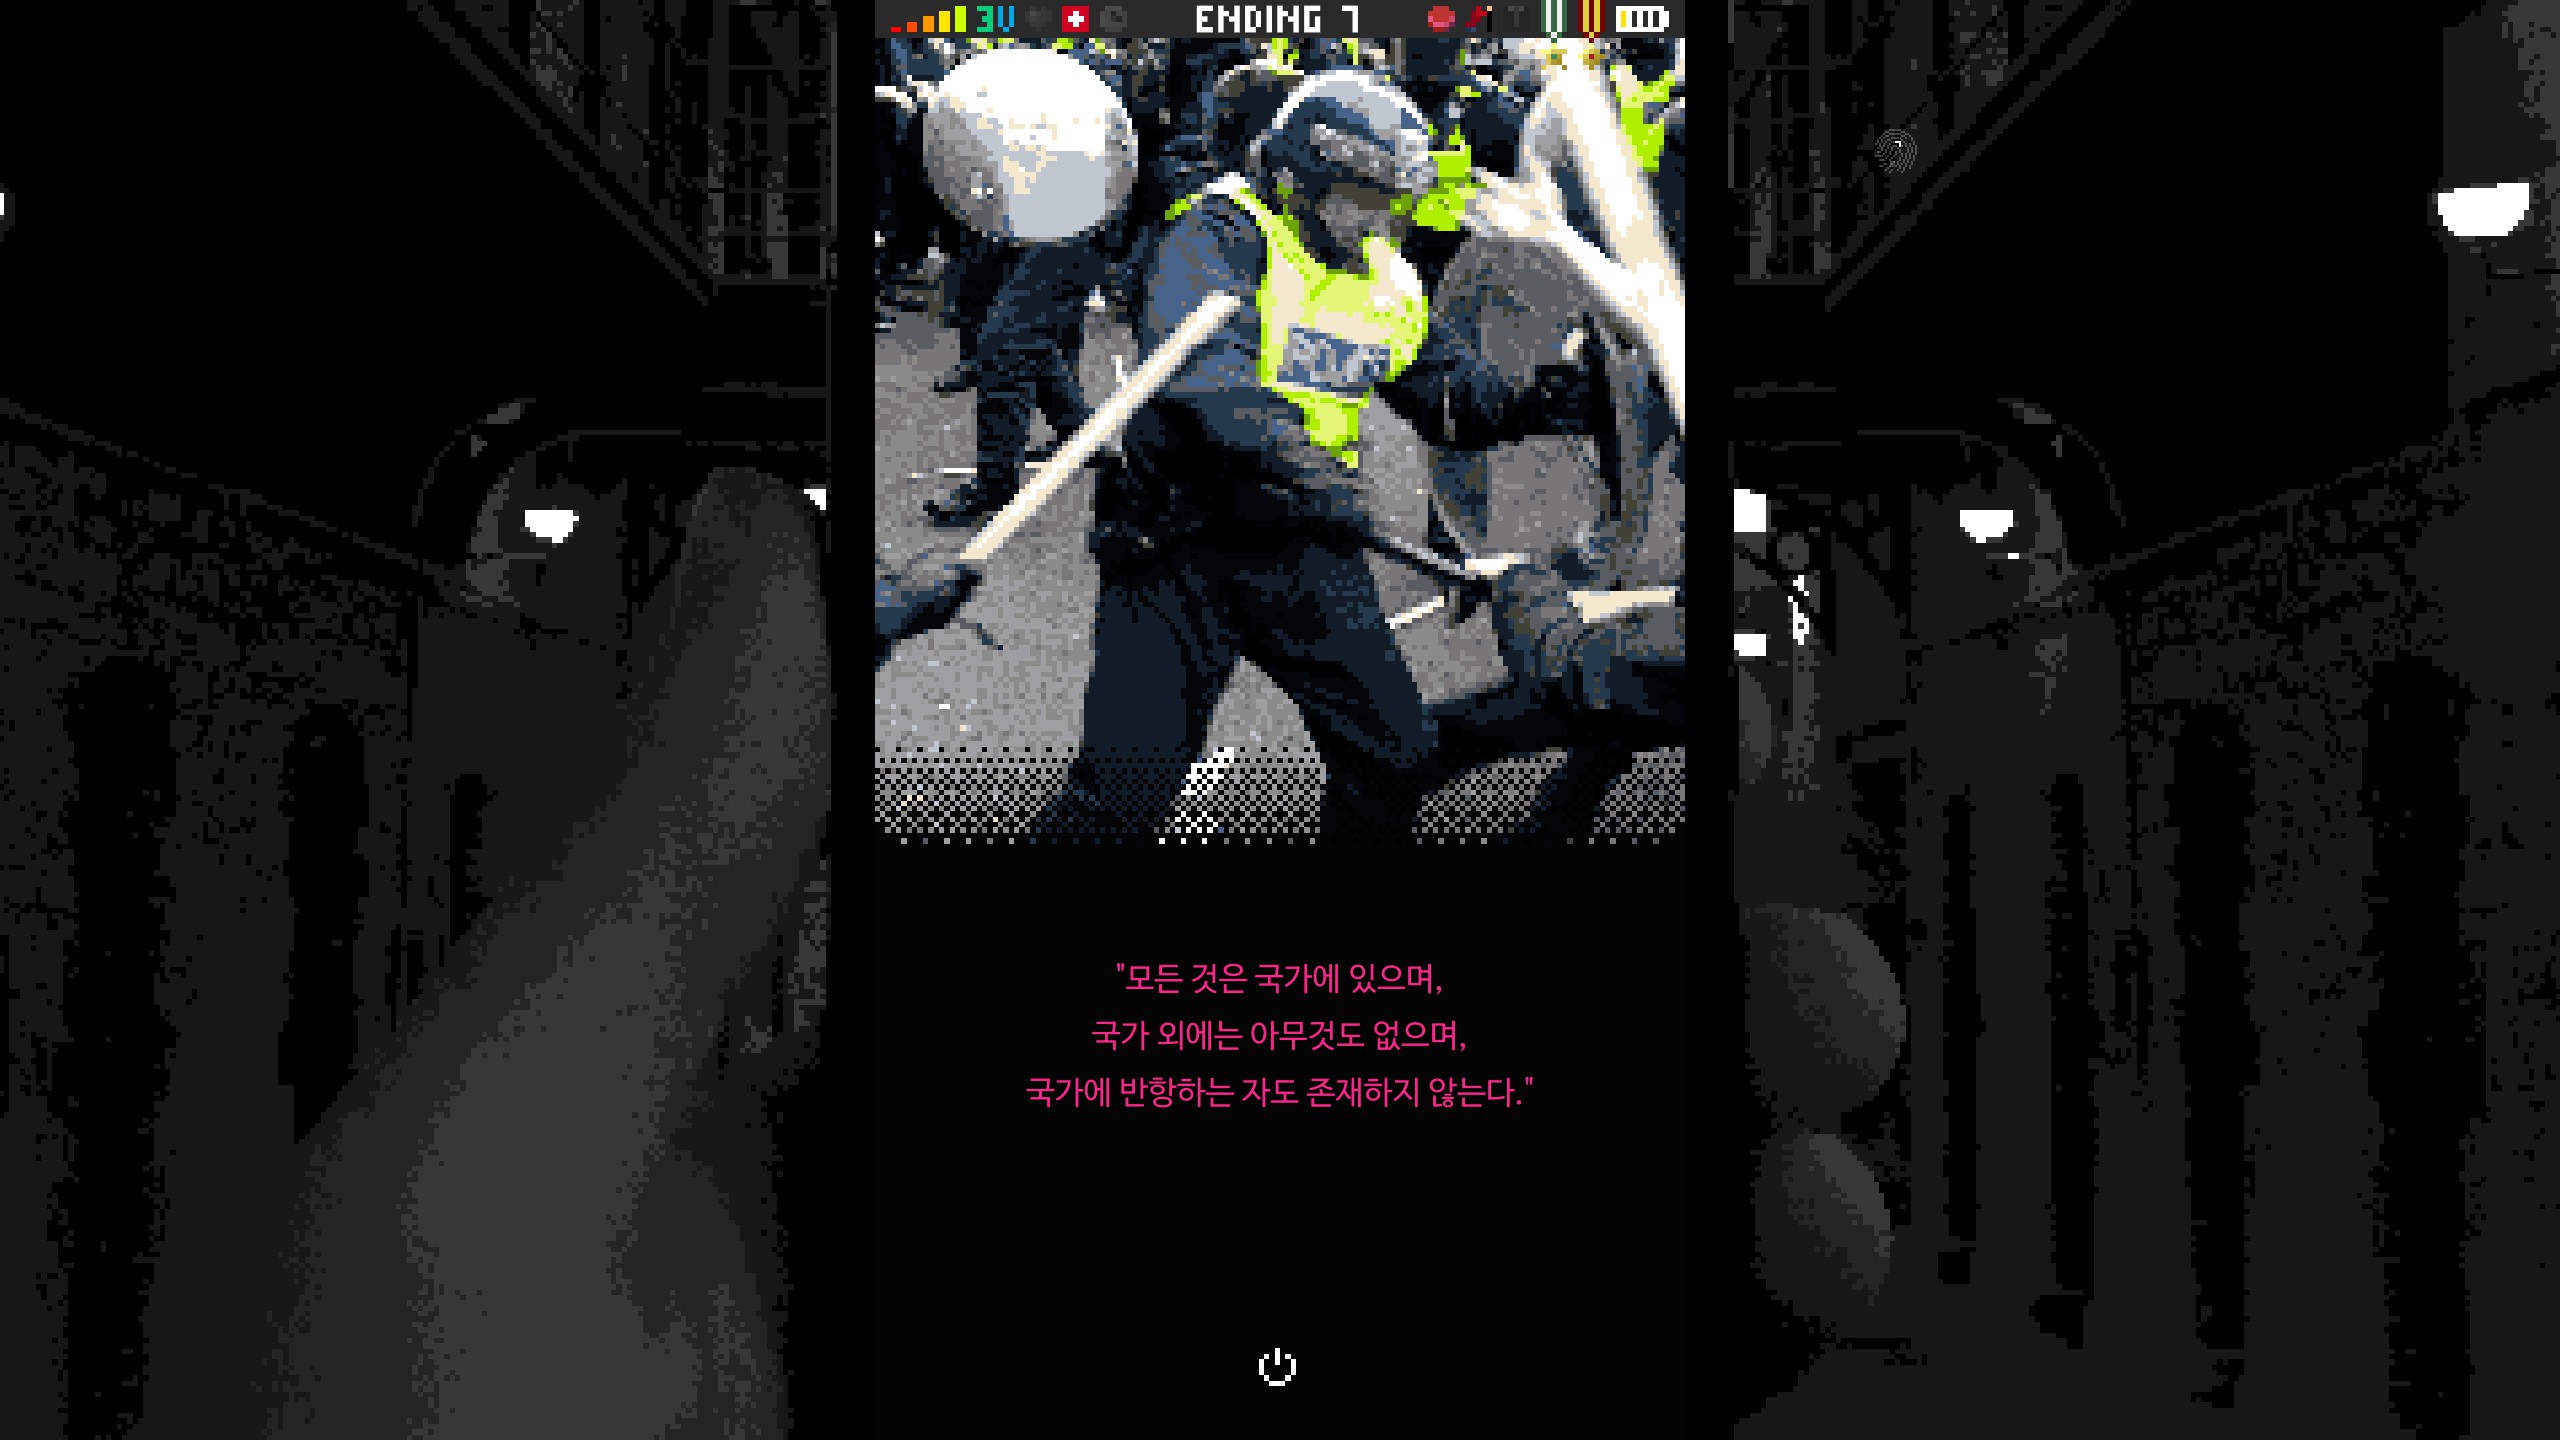 3U
ENDING 7
"모든 것은 국가에 있으며,
국가 외에는 아무것도 없으며,
국가에 반항하는 자도 존재하지 않는다."